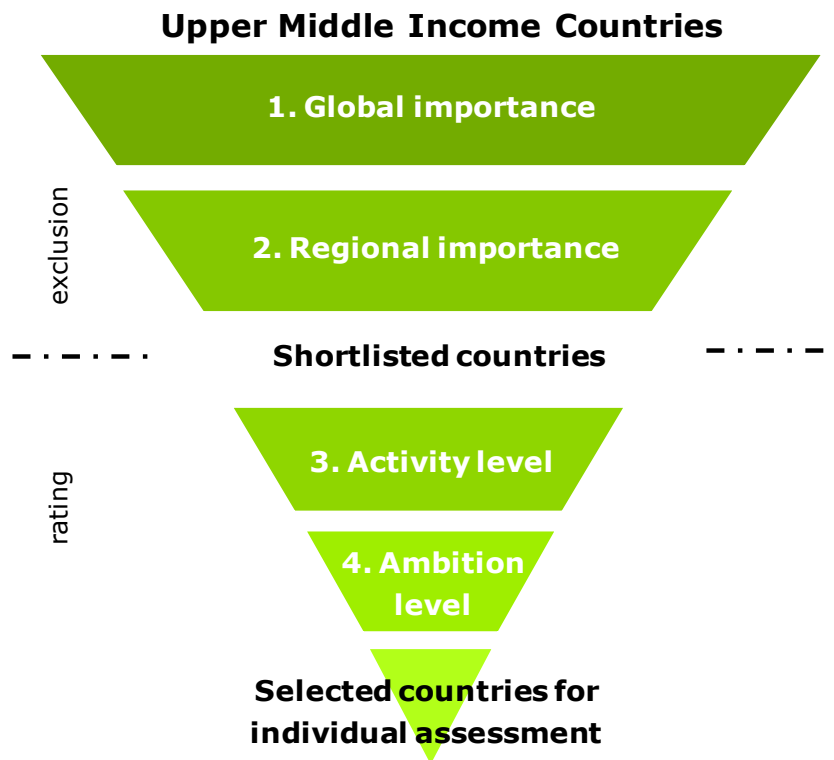 Upper Middle Income Countries
1. Global importance
exclusion
2. Regional importance
Shortlisted countries
rating
3. Activity level
4. Ambition
level
Selected countries for
individual assessment